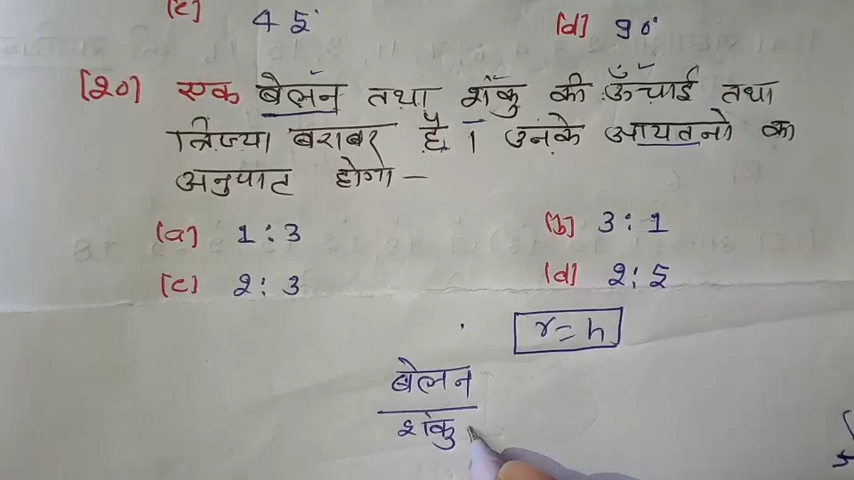 (c) 45° (d) 90°
(20) एक बेलन तथा शंकु की ऊँचाई तथा
त्रिज्या बराबर है। उनके आयतनो का
अनुपात होगा—
(a) 1 : 3 (b) 3 : 1
(c) 2 : 3 (d) 2 : 5
r = h
बेलन
शंकु